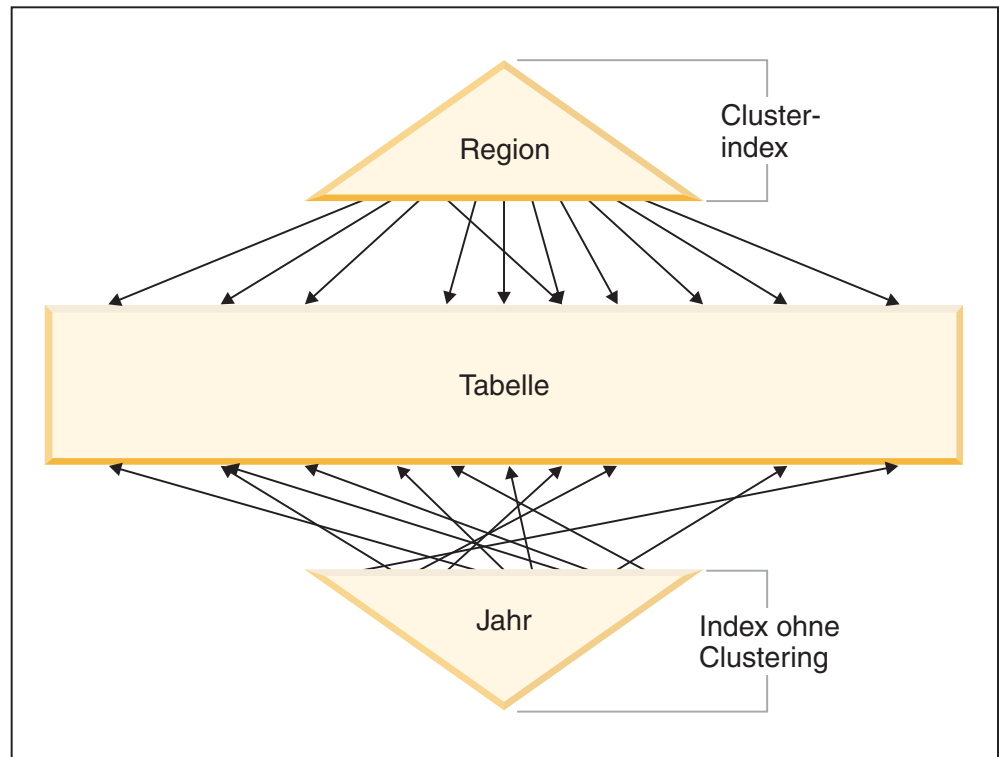 Region
Cluster-
index
Tabelle
Jahr
Index ohne
Clustering